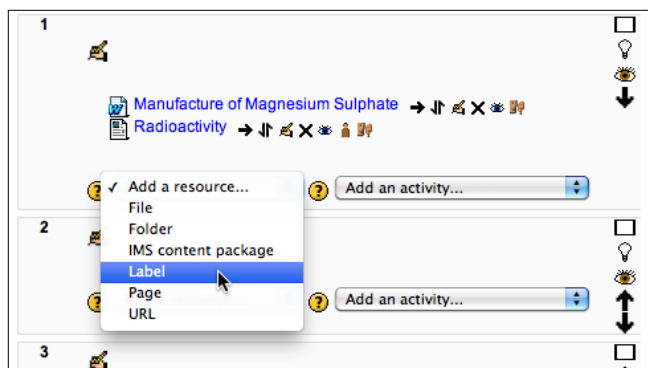 1
Manufacture of Magnesium Sulphate
Radioactivity
Add a resource...
Add an activity...
File
Folder
IMS content package
Label
Page
URL
2
Add an activity...
3